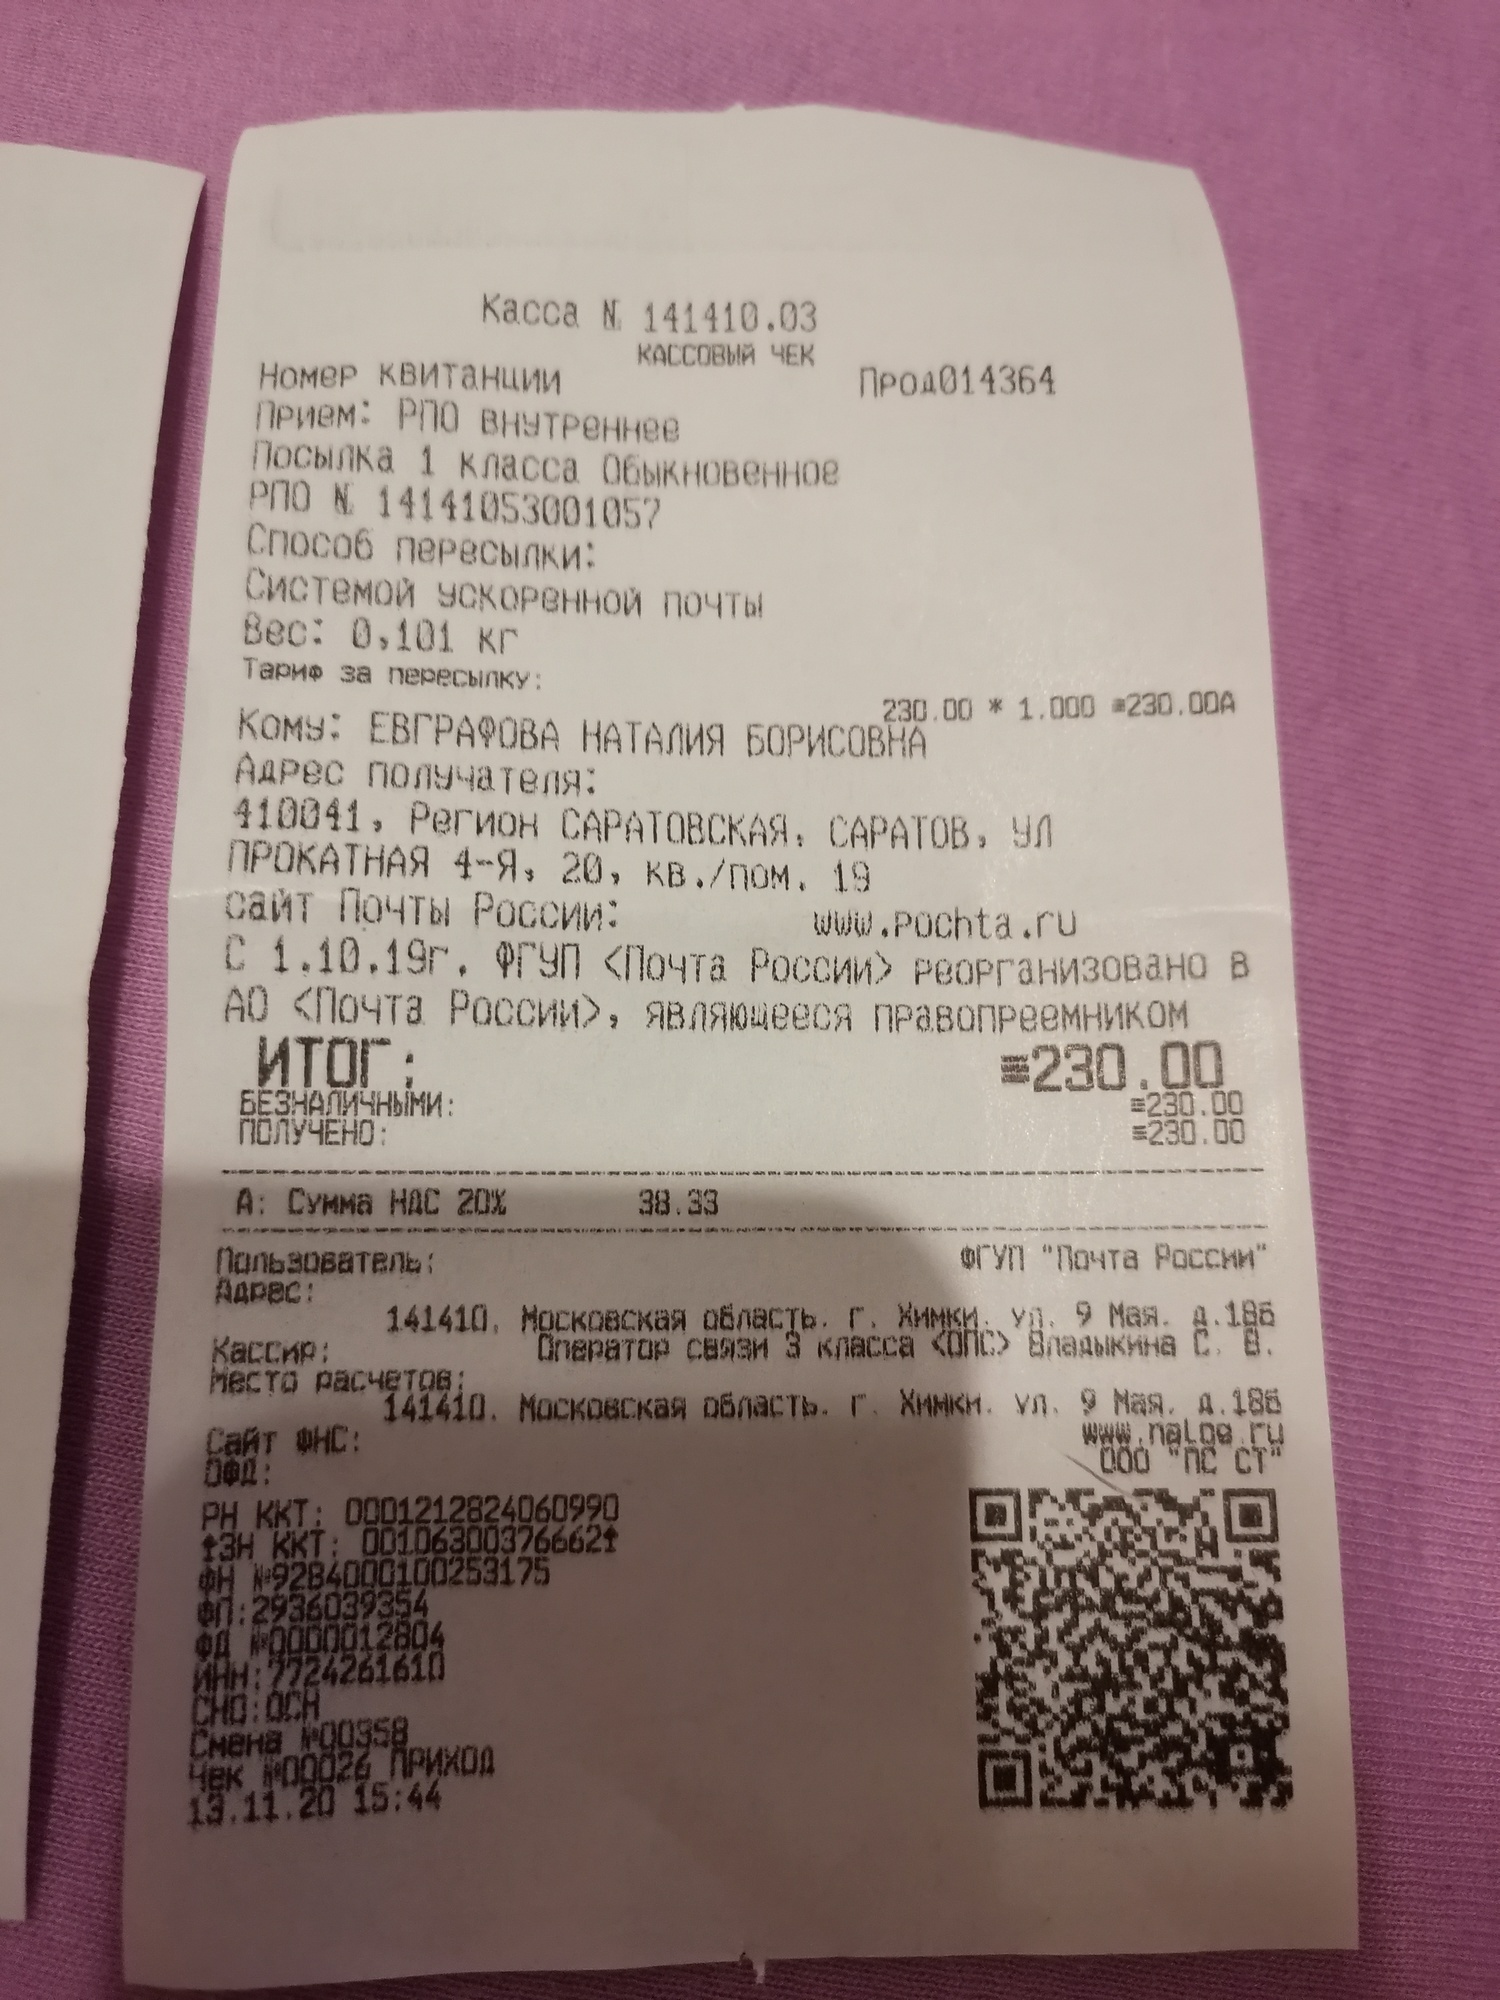 Касса № 141410.03
КАССОВЫЙ ЧЕК
Номер квитанции Прод014364
Прием: РПО внутреннее
Посылка 1 класса Обыкновенное
РПО № 14141053001057
Способ пересылки:
Системой ускоренной почты
Вес: 0,101 кг
Тариф за пересылку:
230.00 * 1.000 ≡230.00А
Кому: ЕВГРАФОВА НАТАЛИЯ БОРИСОВНА
Адрес получателя:
410041, Регион САРАТОВСКАЯ, САРАТОВ, УЛ
ПРОКАТНАЯ 4-Я, 20, кв./пом. 19
сайт Почты России: www.pochta.ru
С 1.10.19г. ФГУП <Почта России> реорганизовано в
АО <Почта России>, являющееся правопреемником
ИТОГ: ≡230.00
БЕЗНАЛИЧНЫМИ: ≡230.00
ПОЛУЧЕНО: ≡230.00
А: Сумма НДС 20% 38.33
Пользователь: ФГУП "Почта России"
Адрес:
141410, Московская область, г. Химки, ул. 9 Мая, д.18б
Кассир: Оператор связи 3 класса <ОПС> Владыкина С. В.
Место расчетов:
141410, Московская область, г. Химки, ул. 9 Мая, д.18б
Сайт ФНС: www.nalog.ru
ОФД: ООО "ПС СТ"
РН ККТ: 0001212824060990
↑ЗН ККТ: 00106300376662↑
ФН №9284000100253175
ФП:2936039354
ФД №0000012804
ИНН:7724261610
СНО:ОСН
Смена №00358
Чек №00026 ПРИХОД
13.11.20 15:44